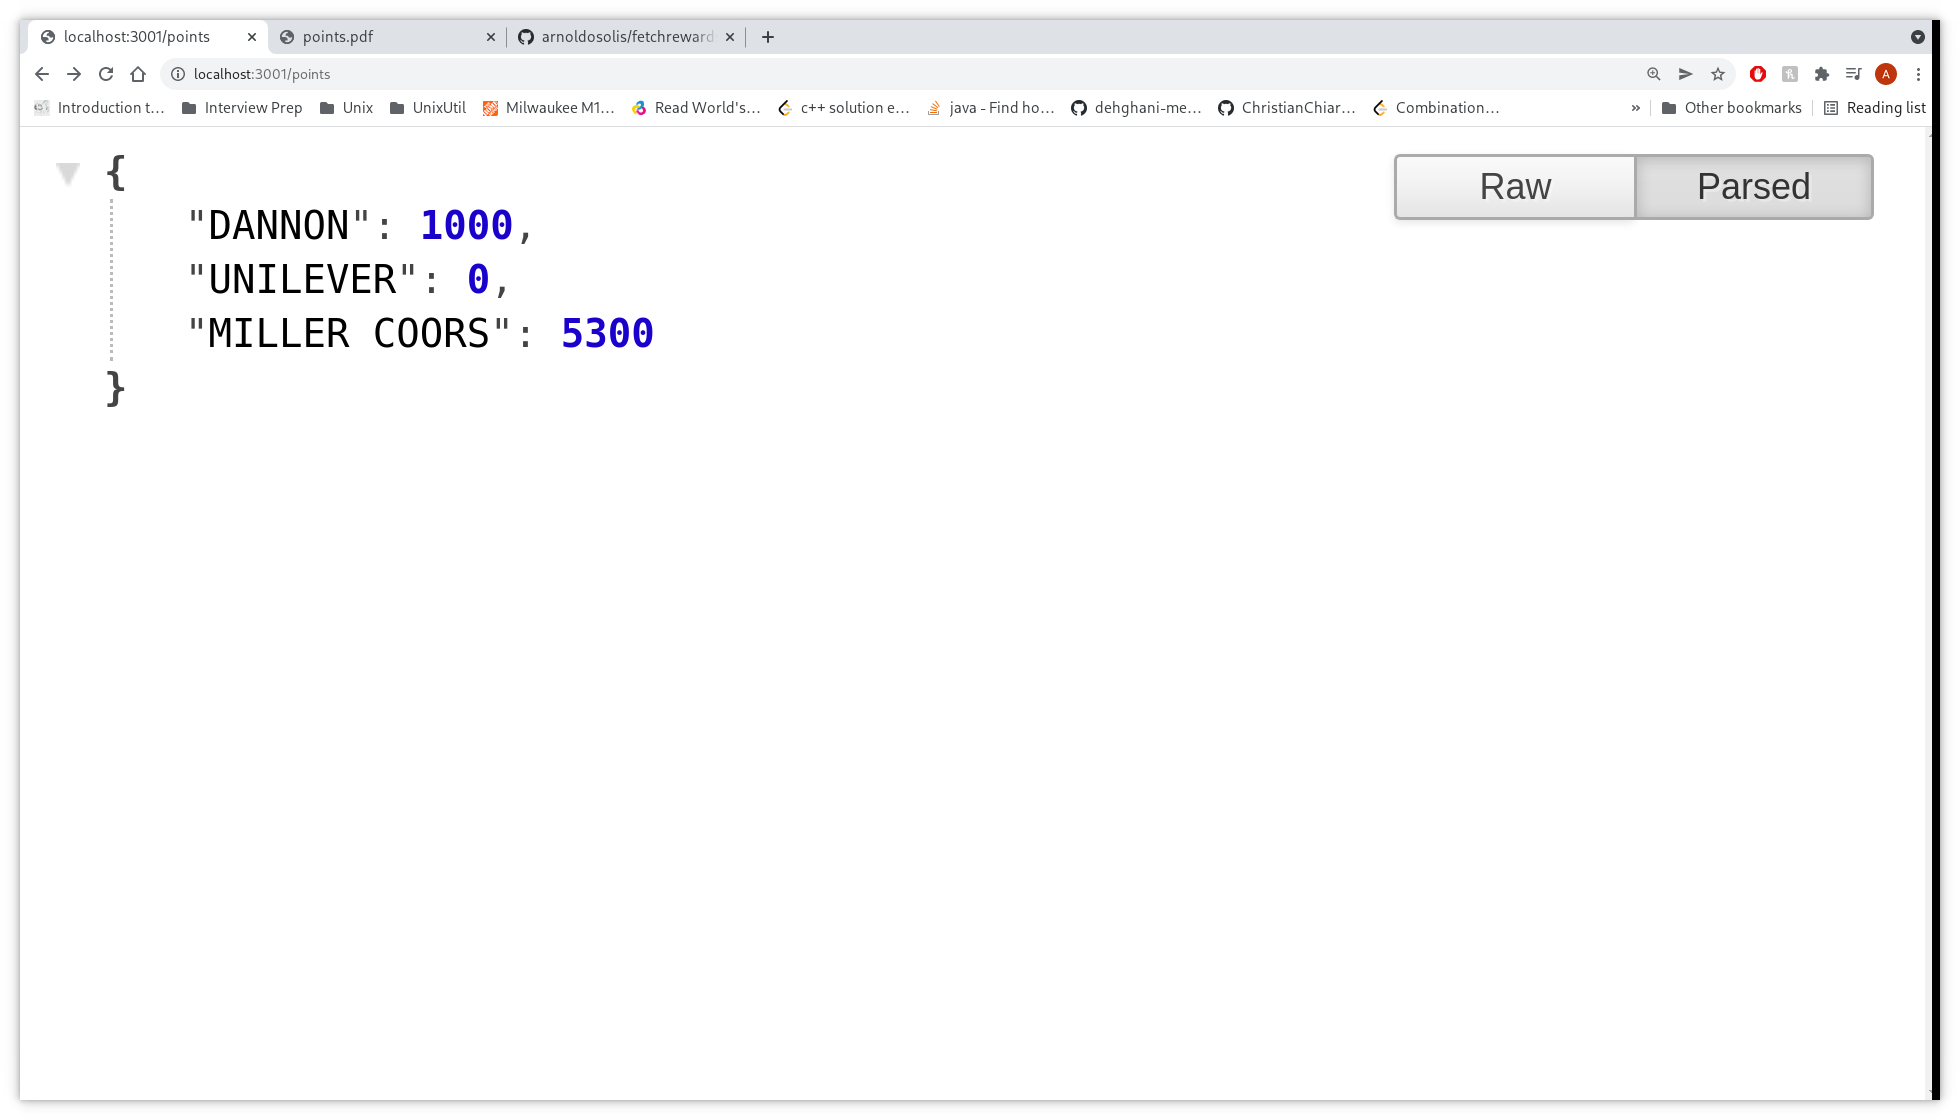 localhost:3001/points points.pdf arnoldosolis/fetchreward
localhost:3001/points
Introduction t... Interview Prep Unix UnixUtil Milwaukee M1... Read World's... c++ solution e... java - Find ho... dehghani-me... ChristianChiar... Combination... » Other bookmarks Reading list
{
Raw Parsed
"DANNON": 1000,
"UNILEVER": 0,
"MILLER COORS": 5300
}